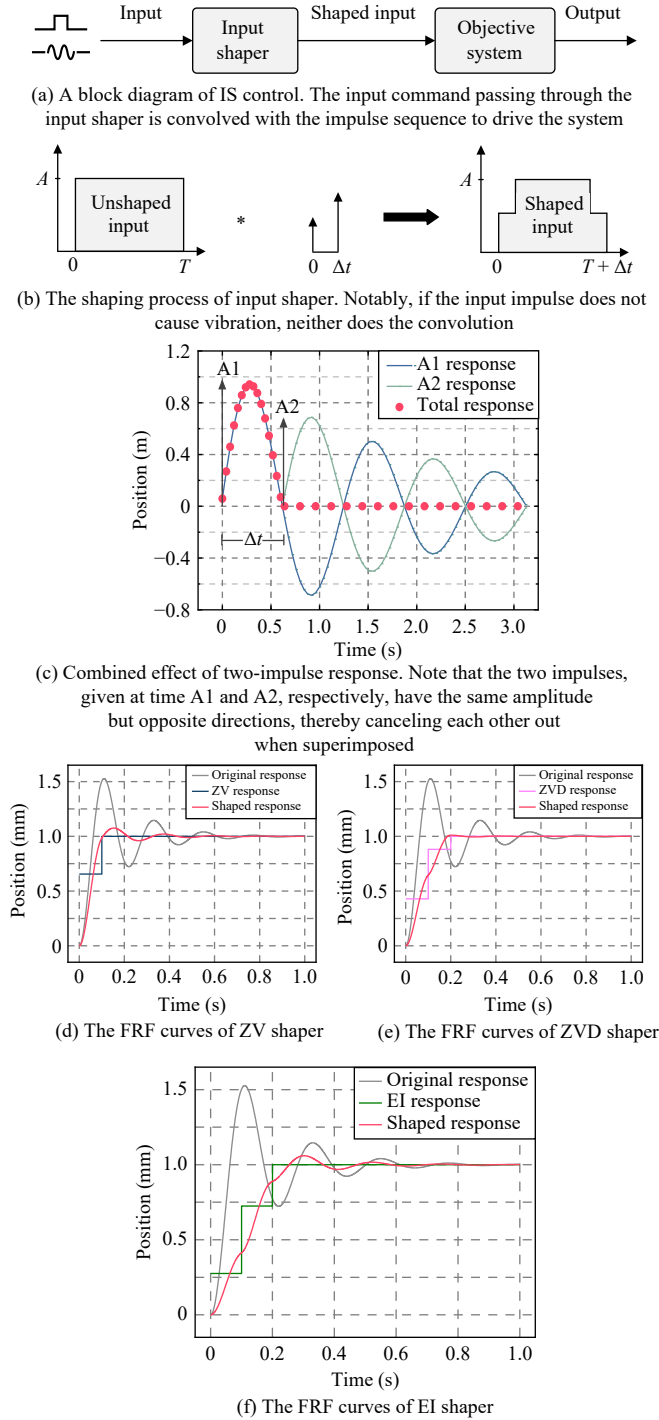 Input
Input shaper
Shaped input
Objective system
Output
(a) A block diagram of IS control. The input command passing through the
input shaper is convolved with the impulse sequence to drive the system
A
Unshaped
input
0
T
*
0 Δt
A
Shaped
input
0
T + Δt
(b) The shaping process of input shaper. Notably, if the input impulse does not
cause vibration, neither does the convolution
1.2
0.8
0.4
0
−0.4
−0.8
Position (m)
A1
A2
Δt
A1 response
A2 response
Total response
0 0.5 1.0 1.5 2.0 2.5 3.0
Time (s)
(c) Combined effect of two-impulse response. Note that the two impulses,
given at time A1 and A2, respectively, have the same amplitude
but opposite directions, thereby canceling each other out
when superimposed
1.5
1.0
0.5
0
Position (mm)
Original response
ZV response
Shaped response
0 0.2 0.4 0.6 0.8 1.0
Time (s)
(d) The FRF curves of ZV shaper
1.5
1.0
0.5
0
Position (mm)
Original response
ZVD response
Shaped response
0 0.2 0.4 0.6 0.8 1.0
Time (s)
(e) The FRF curves of ZVD shaper
1.5
1.0
0.5
0
Position (mm)
Original response
EI response
Shaped response
0 0.2 0.4 0.6 0.8 1.0
Time (s)
(f) The FRF curves of EI shaper